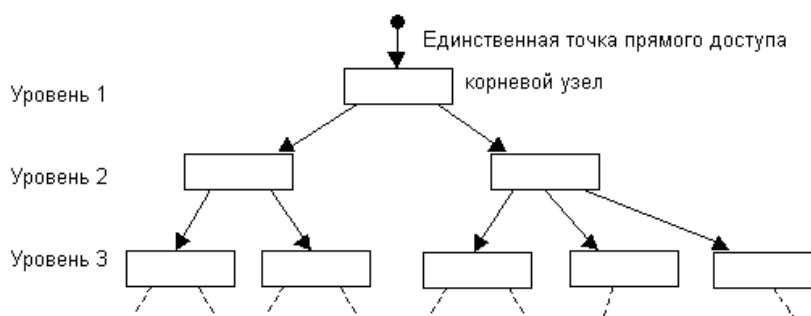 Единственная точка прямого доступа
корневой узел
Уровень 1
Уровень 2
Уровень 3